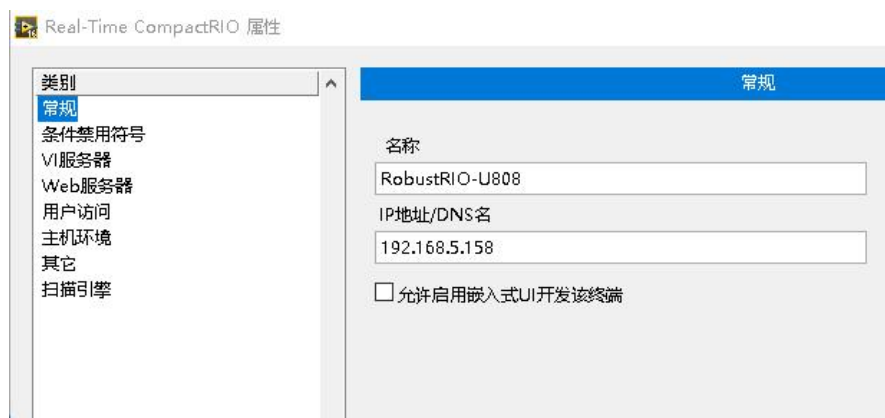 Real-Time CompactRIO 属性
类别
常规
条件禁用符号
VI服务器
Web服务器
用户访问
主机环境
其它
扫描引擎
常规
名称
RobustRIO-U808
IP地址/DNS名
192.168.5.158
允许启用嵌入式UI开发该终端